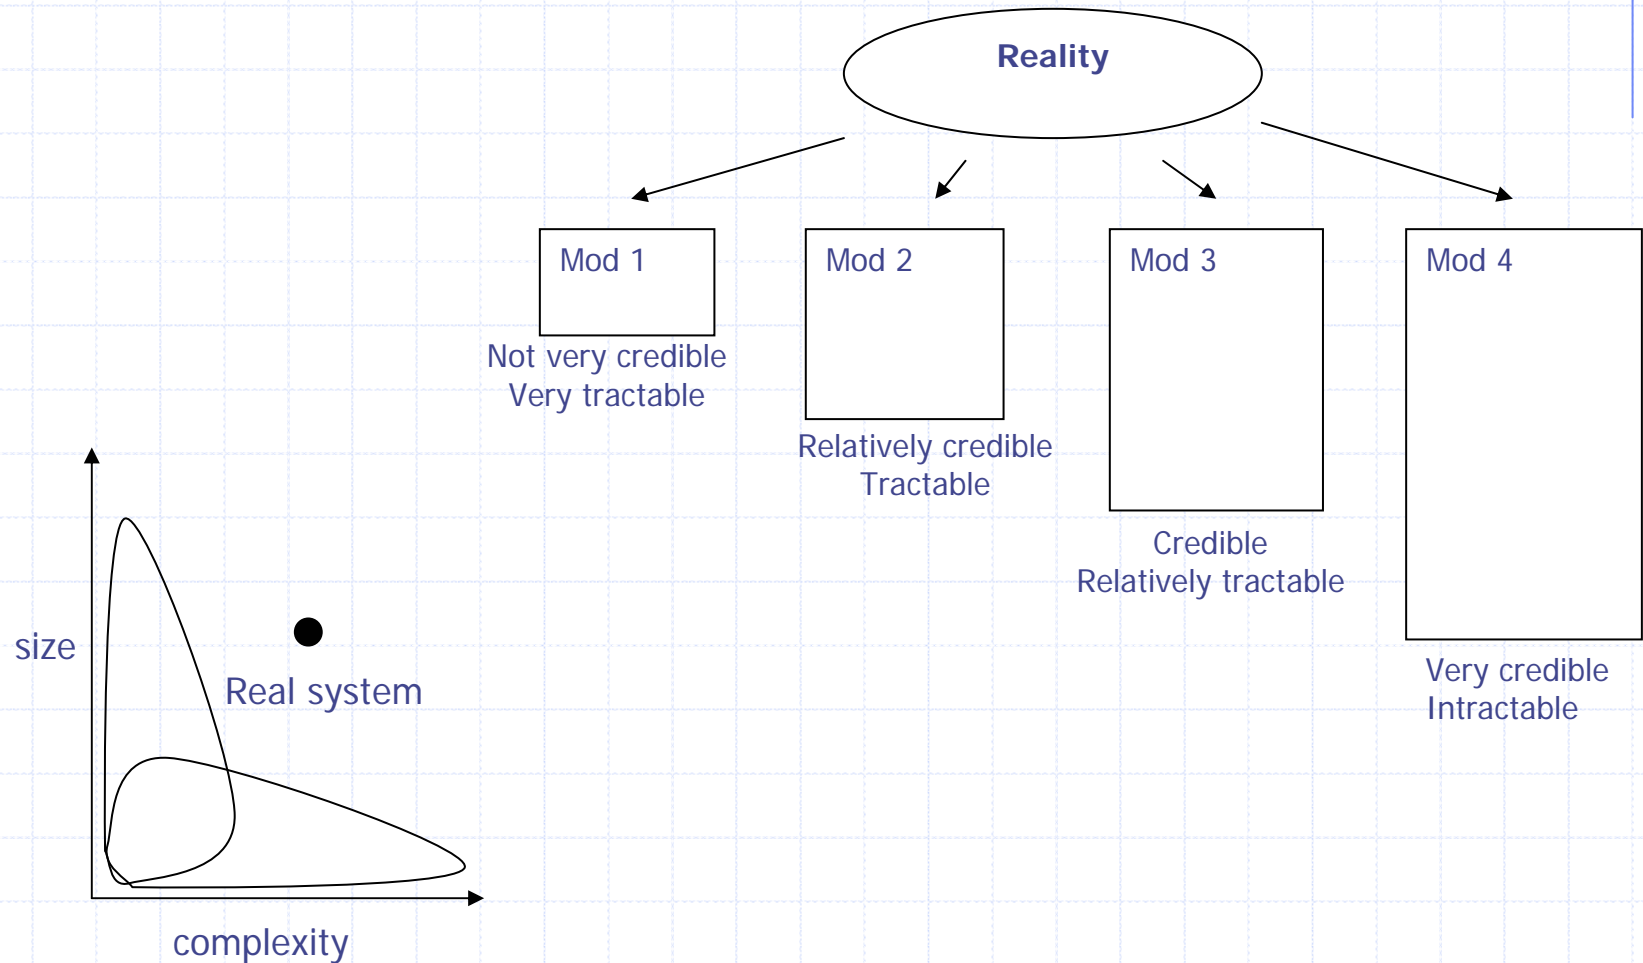 Reality
Mod 1
Not very credible
Very tractable
Mod 2
Relatively credible
Tractable
Mod 3
Credible
Relatively tractable
Mod 4
Very credible
Intractable
size
Real system
complexity